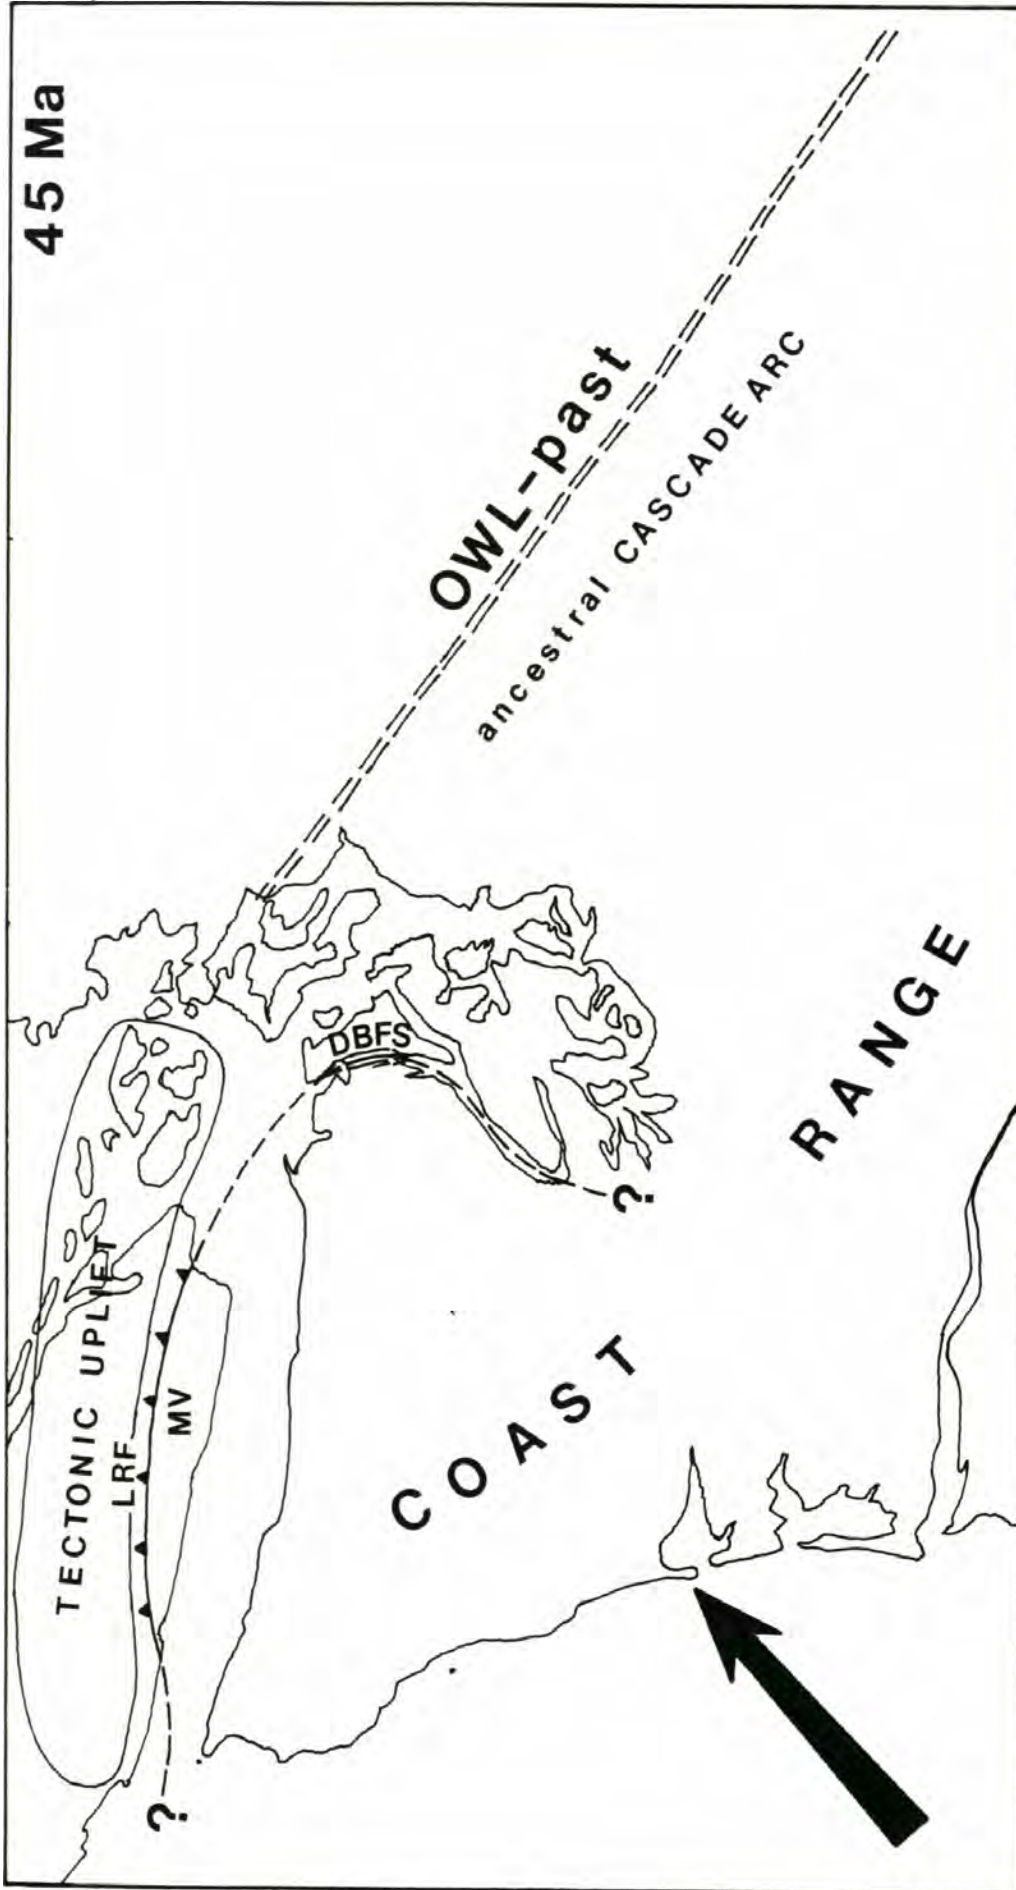 45 Ma
TECTONIC UPLIFT
LRF
MV
DBFS
OWL-past
ancestral CASCADE ARC
COAST RANGE
?
?